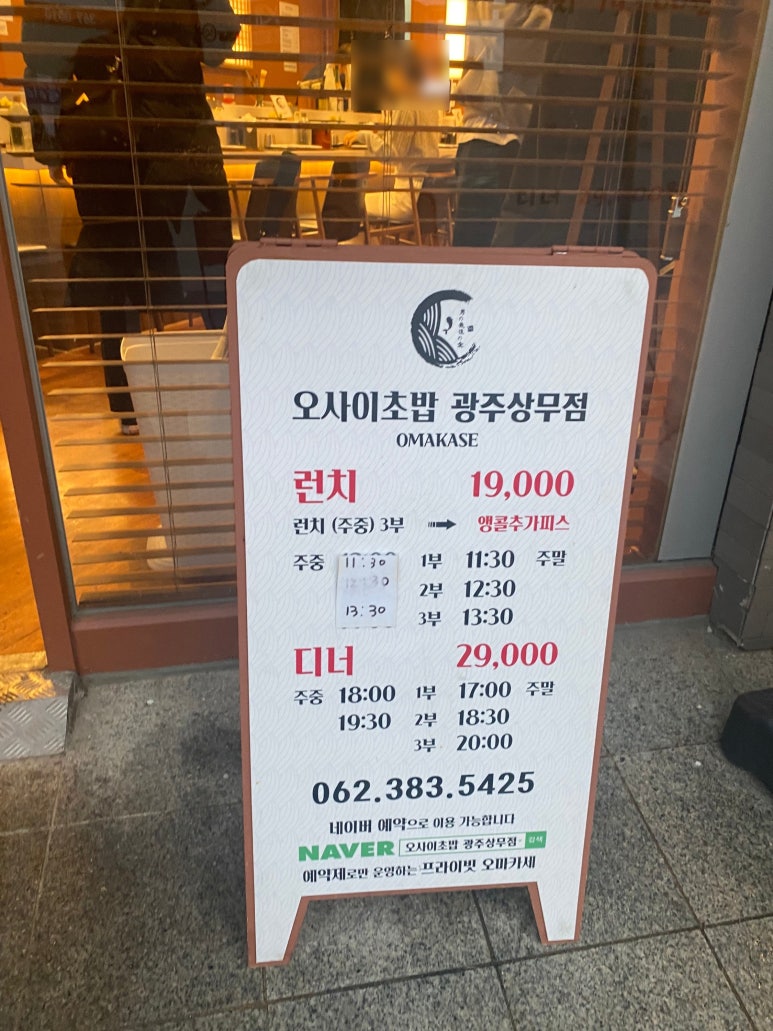 오사이초밥 광주상무점
OMAKASE
런치 19,000
런치 (주중) 3부 → 앵콜추가피스
주중 11:30 1부 11:30 주말
12:30 2부 12:30
13:30 3부 13:30
디너 29,000
주중 18:00 1부 17:00 주말
19:30 2부 18:30
3부 20:00
062.383.5425
네이버 예약으로 이용 가능합니다
NAVER 오사이초밥 광주상무점 검색
예약제로만 운영하는 프라이빗 오마카세